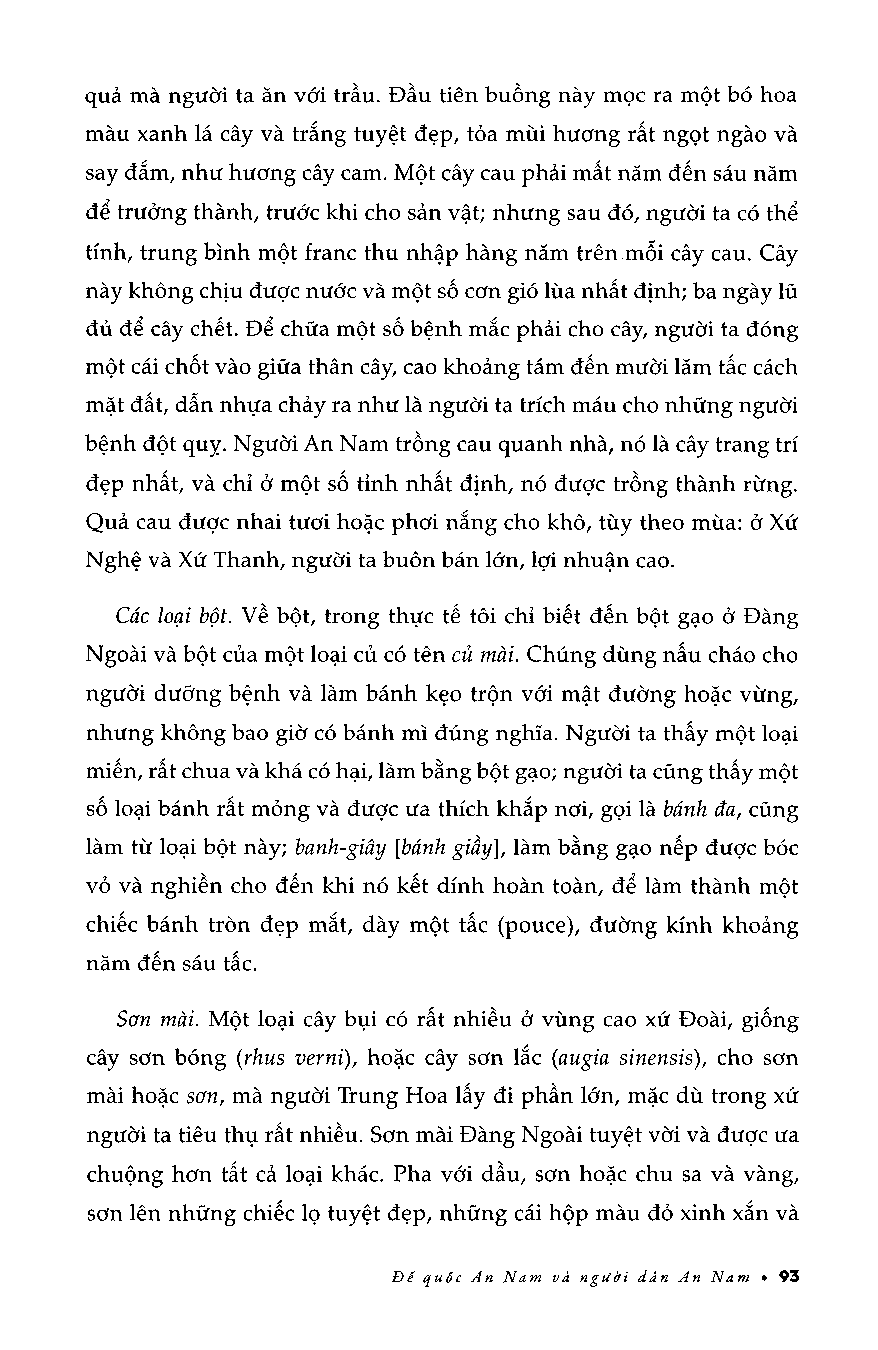 quả mà người ta ăn với trầu. Đầu tiên buồng này mọc ra một bó hoa
màu xanh lá cây và trắng tuyệt đẹp, tỏa mùi hương rất ngọt ngào và
say đắm, như hương cây cam. Một cây cau phải mất năm đến sáu năm
để trưởng thành, trước khi cho sản vật; nhưng sau đó, người ta có thể
tính, trung bình một franc thu nhập hàng năm trên mỗi cây cau. Cây
này không chịu được nước và một số cơn gió lùa nhất định; ba ngày lũ
đủ để cây chết. Để chữa một số bệnh mắc phải cho cây, người ta đóng
một cái chốt vào giữa thân cây, cao khoảng tám đến mười lăm tấc cách
mặt đất, dẫn nhựa chảy ra như là người ta trích máu cho những người
bệnh đột quỵ. Người An Nam trồng cau quanh nhà, nó là cây trang trí
đẹp nhất, và chỉ ở một số tỉnh nhất định, nó được trồng thành rừng.
Quả cau được nhai tươi hoặc phơi nắng cho khô, tùy theo mùa: ở Xứ
Nghệ và Xứ Thanh, người ta buôn bán lớn, lợi nhuận cao.
Các loại bột. Về bột, trong thực tế tôi chỉ biết đến bột gạo ở Đàng
Ngoài và bột của một loại củ có tên củ mài. Chúng dùng nấu cháo cho
người dưỡng bệnh và làm bánh kẹo trộn với mật đường hoặc vừng,
nhưng không bao giờ có bánh mì đúng nghĩa. Người ta thấy một loại
miến, rất chua và khá có hại, làm bằng bột gạo; người ta cũng thấy một
số loại bánh rất mỏng và được ưa thích khắp nơi, gọi là bánh đa, cũng
làm từ loại bột này; banh-giây [bánh giầy], làm bằng gạo nếp được bóc
vỏ và nghiền cho đến khi nó kết dính hoàn toàn, để làm thành một
chiếc bánh tròn đẹp mắt, dày một tấc (pouce), đường kính khoảng
năm đến sáu tấc.
Sơn mài. Một loại cây bụi có rất nhiều ở vùng cao xứ Đoài, giống
cây sơn bóng (rhus verni), hoặc cây sơn lắc (augia sinensis), cho sơn
mài hoặc sơn, mà người Trung Hoa lấy đi phần lớn, mặc dù trong xứ
người ta tiêu thụ rất nhiều. Sơn mài Đàng Ngoài tuyệt vời và được ưa
chuộng hơn tất cả loại khác. Pha với dầu, sơn hoặc chu sa và vàng,
sơn lên những chiếc lọ tuyệt đẹp, những cái hộp màu đỏ xinh xắn và
Đế quốc An Nam và người dân An Nam • 93